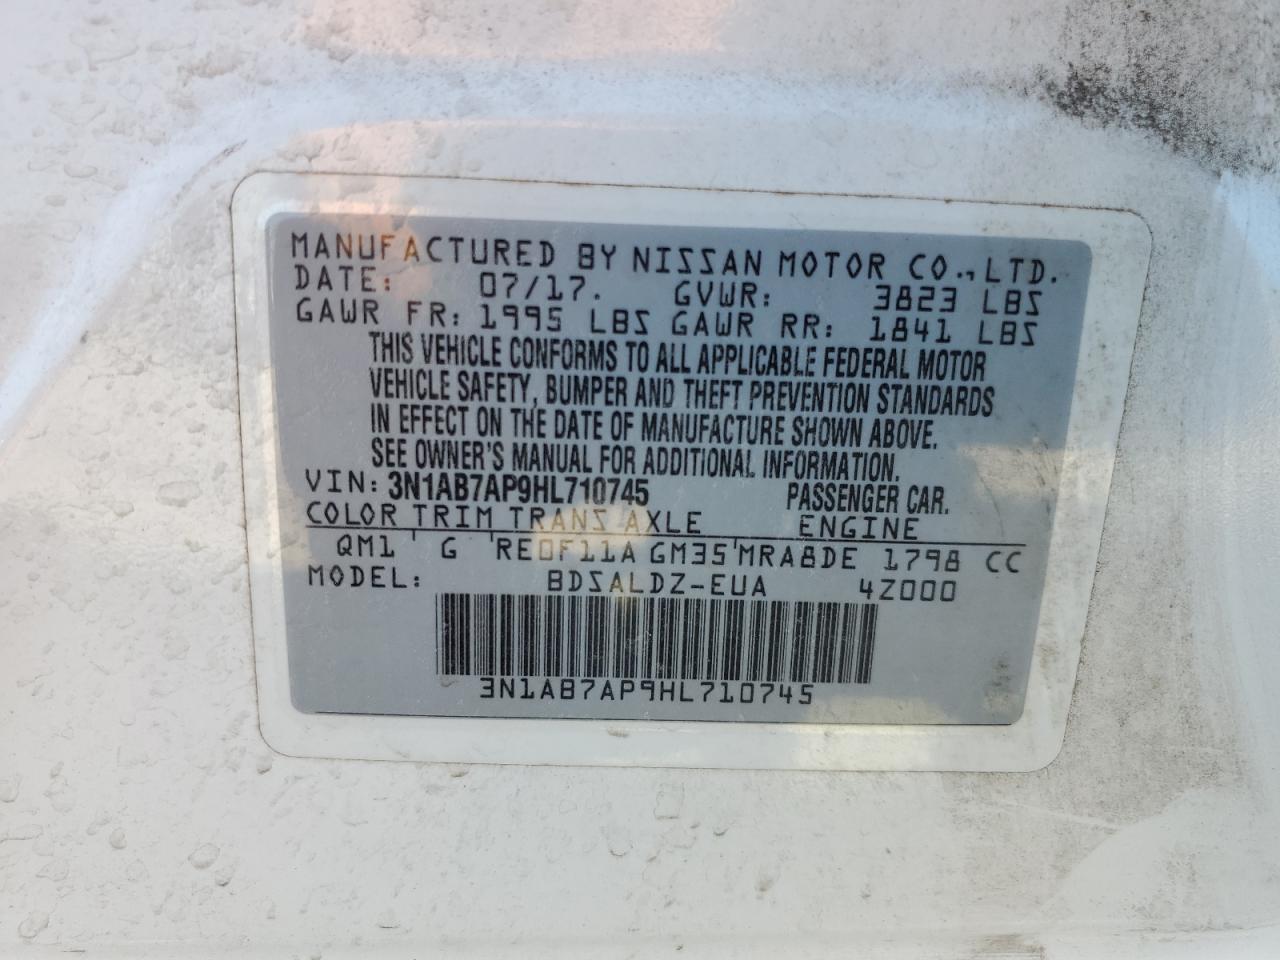 MANUFACTURED BY NISSAN MOTOR CO., LTD.
DATE: 07/17. GVWR: 3823 LBS
GAWR FR: 1995 LBS GAWR RR: 1841 LBS
THIS VEHICLE CONFORMS TO ALL APPLICABLE FEDERAL MOTOR
VEHICLE SAFETY, BUMPER AND THEFT PREVENTION STANDARDS
IN EFFECT ON THE DATE OF MANUFACTURE SHOWN ABOVE.
SEE OWNER'S MANUAL FOR ADDITIONAL INFORMATION.
VIN: 3N1AB7AP9HL710745 PASSENGER CAR.
COLOR TRIM TRANS AXLE ENGINE
QM1 G RE0F11A GM35 MRA8DE 1798 CC
MODEL: BDSALDZ-EUA 4Z000
3N1AB7AP9HL710745